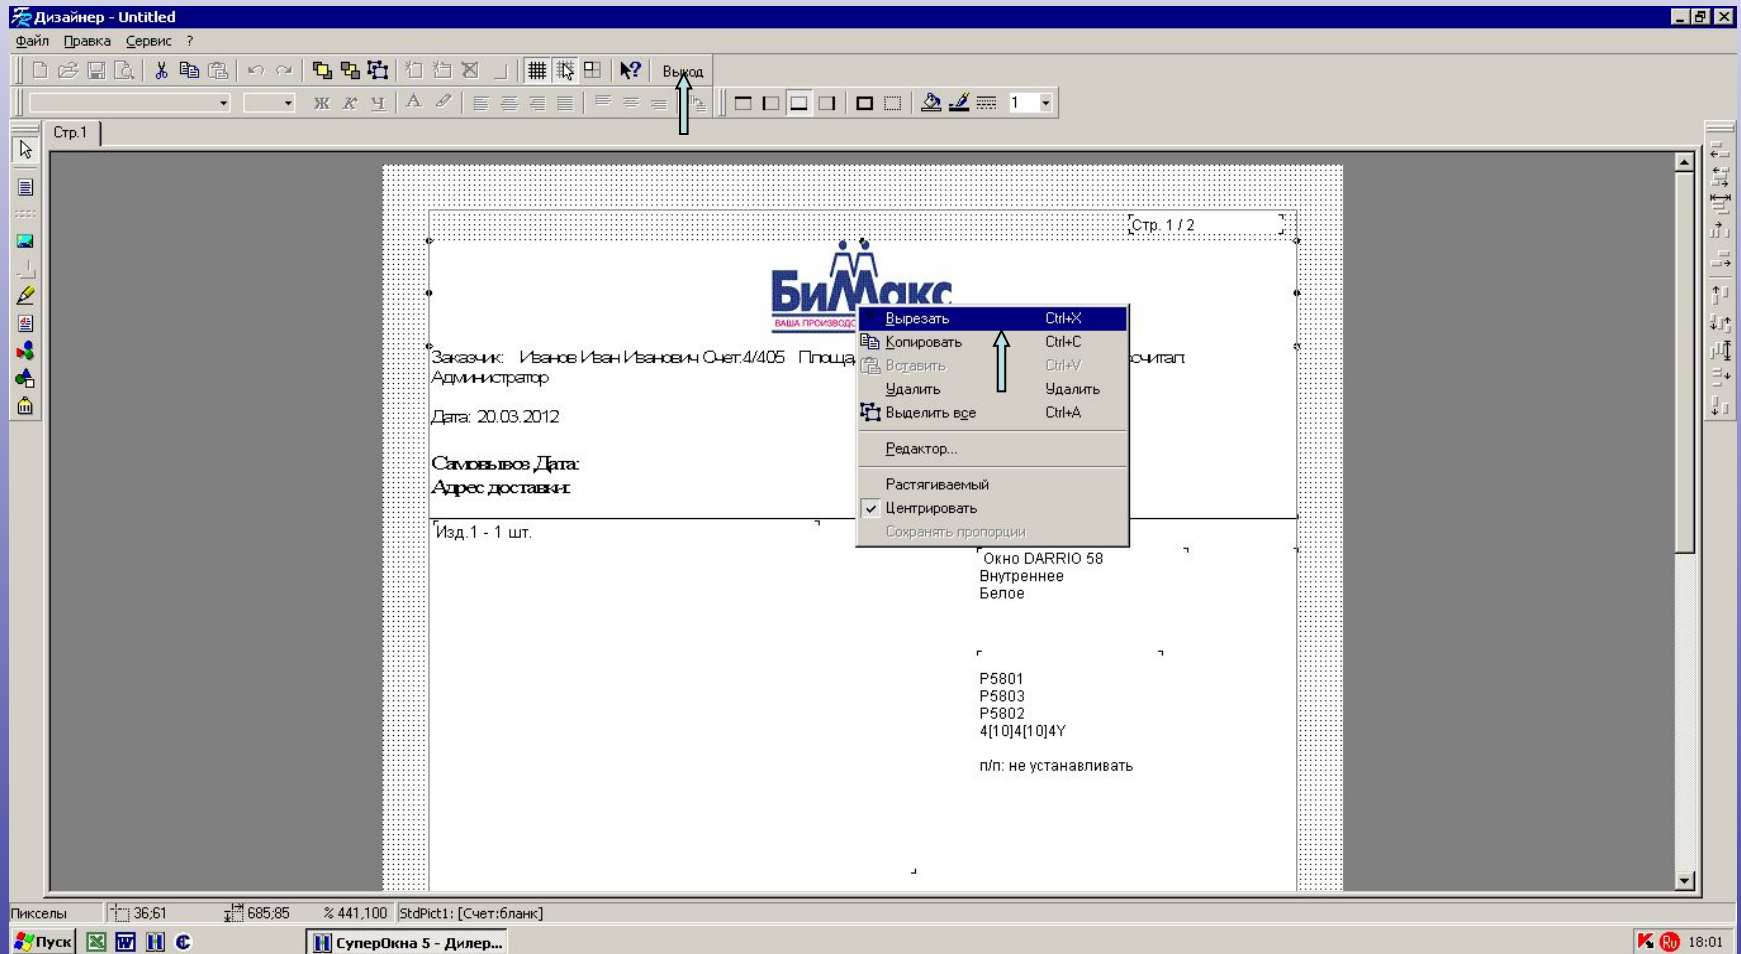 Дизайнер - Untitled
Файл Правка Сервис ?
Выход
Ж К Ч А 1
Стр.1
Стр. 1 / 2
БиМакс
Вырезать Ctrl+X
Копировать Ctrl+C
Вставить Ctrl+V
Удалить Удалить
Выделить все Ctrl+A
Редактор...
Растягиваемый
Центрировать
Сохранять пропорции
Заказчик: Иванов Иван Иванович Счет:4/405
Администратор
Дата: 20.03.2012
Самовывоз Дата:
Адрес доставки:
Изд.1 - 1 шт.
Окно DARRIO 58
Внутреннее
Белое
P5801
P5803
P5802
4[10]4[10]4Y
п/п: не устанавливать
Пикселы 36;61 685;85 % 441,100 StdPict1: [Счет:бланк]
Пуск СуперОкна 5 - Дилер... Ru 18:01